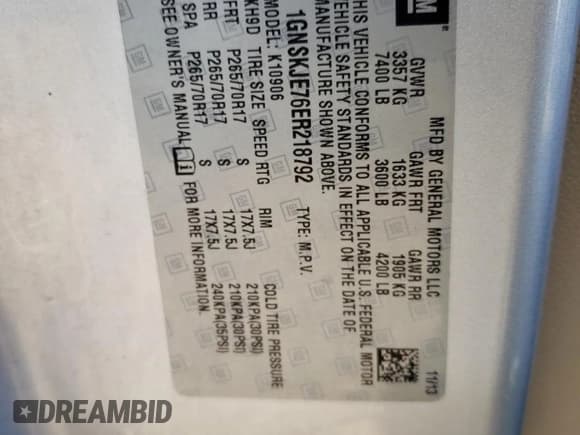 GM ®
MFD BY GENERAL MOTORS LLC 11/13
GVWR GAWR FRT GAWR RR
3357 KG 1633 KG 1905 KG
7400 LB 3600 LB 4200 LB
THIS VEHICLE CONFORMS TO ALL APPLICABLE U.S. FEDERAL MOTOR
VEHICLE SAFETY STANDARDS IN EFFECT ON THE DATE OF
MANUFACTURE SHOWN ABOVE.
1GNSKJE76ER218792 TYPE: M.P.V.
MODEL: K10906
KH9D TIRE SIZE SPEED RTG RIM COLD TIRE PRESSURE
FRT P265/70R17 S 17X7.5J 210KPA(30PSI)
RR P265/70R17 S 17X7.5J 210KPA(30PSI)
SPA P265/70R17 S 17X7.5J 240KPA(35PSI)
SEE OWNER'S MANUAL i FOR MORE INFORMATION.
DREAMBID